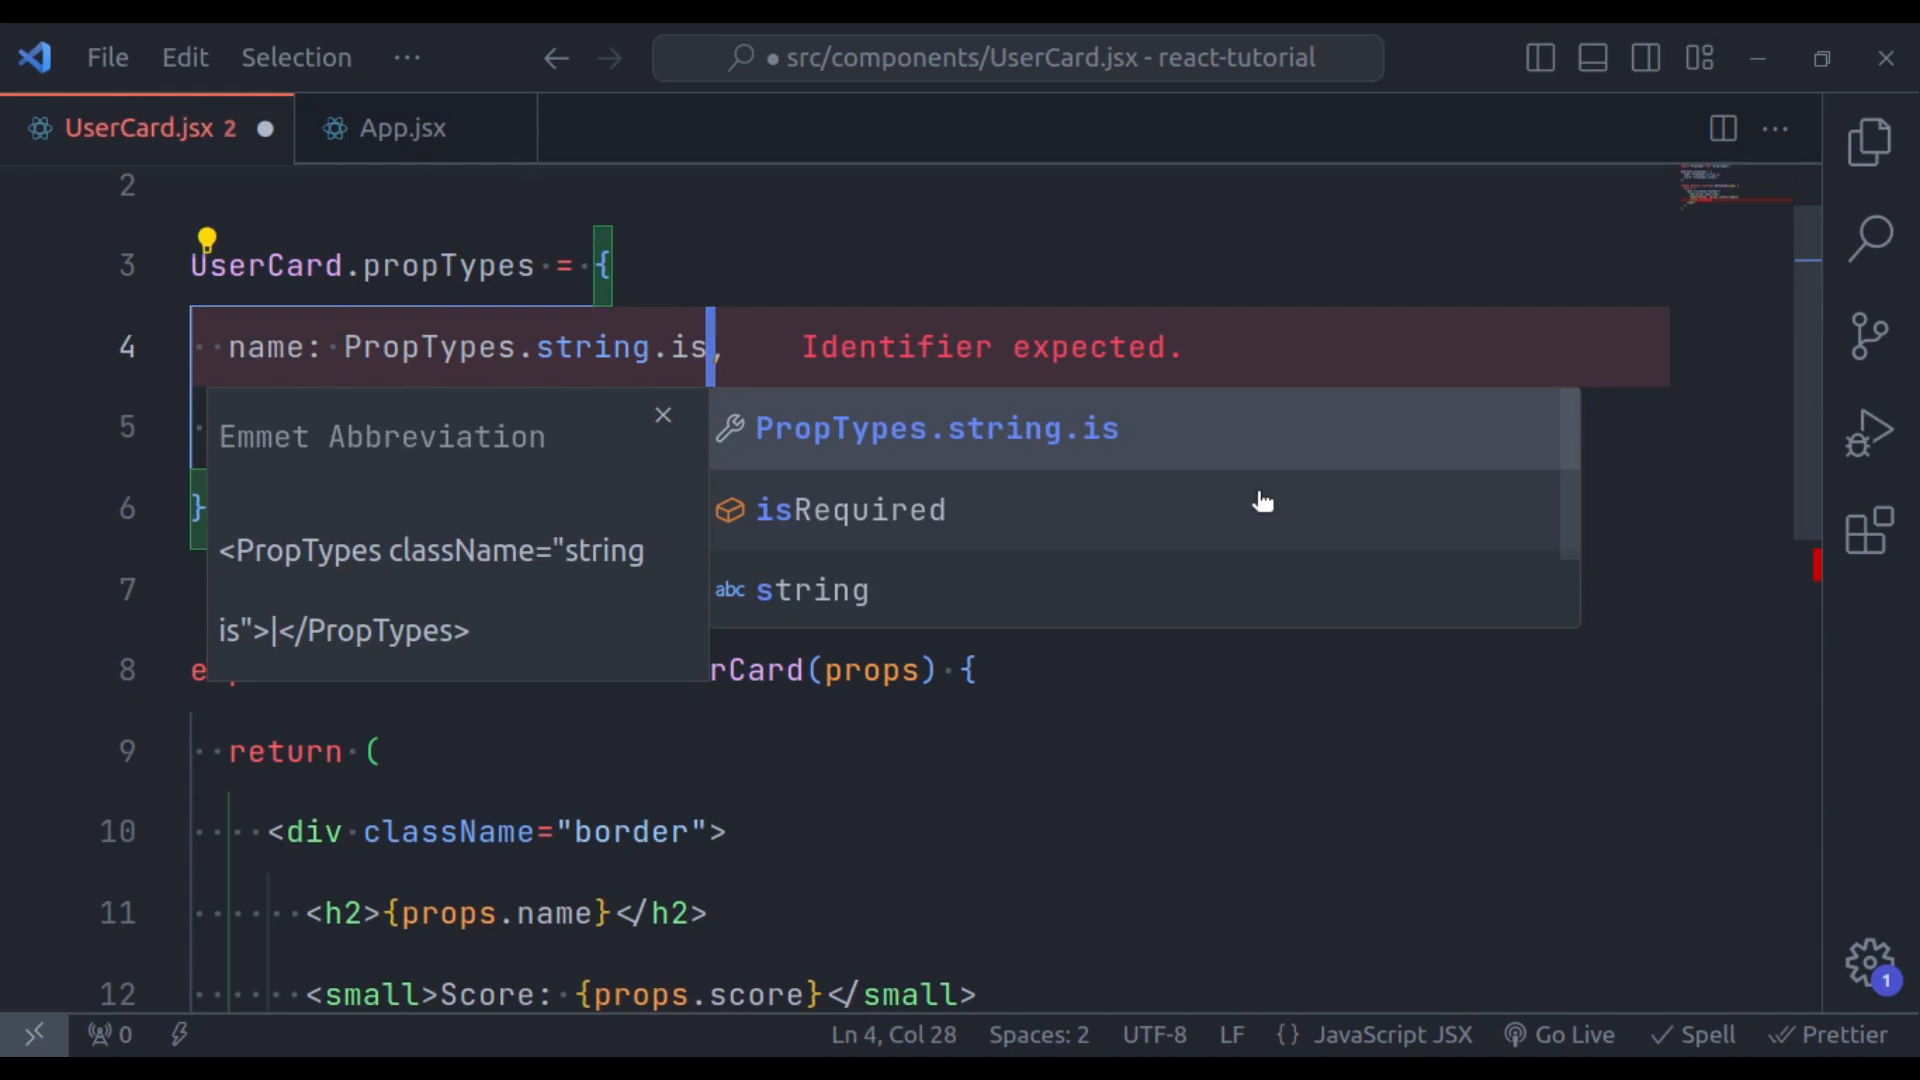 File Edit Selection ···
● src/components/UserCard.jsx - react-tutorial
UserCard.jsx 2 ●
App.jsx
2
3 UserCard.propTypes = {
4 name: PropTypes.string.is, Identifier expected.
5
6 }
7
Emmet Abbreviation
<PropTypes className="string
is">|</PropTypes>
PropTypes.string.is
isRequired
abc string
8 rCard(props) {
9 return (
10 <div className="border">
11 <h2>{props.name}</h2>
12 <small>Score: {props.score}</small>
1
0 Ln 4, Col 28 Spaces: 2 UTF-8 LF {} JavaScript JSX Go Live Spell Prettier